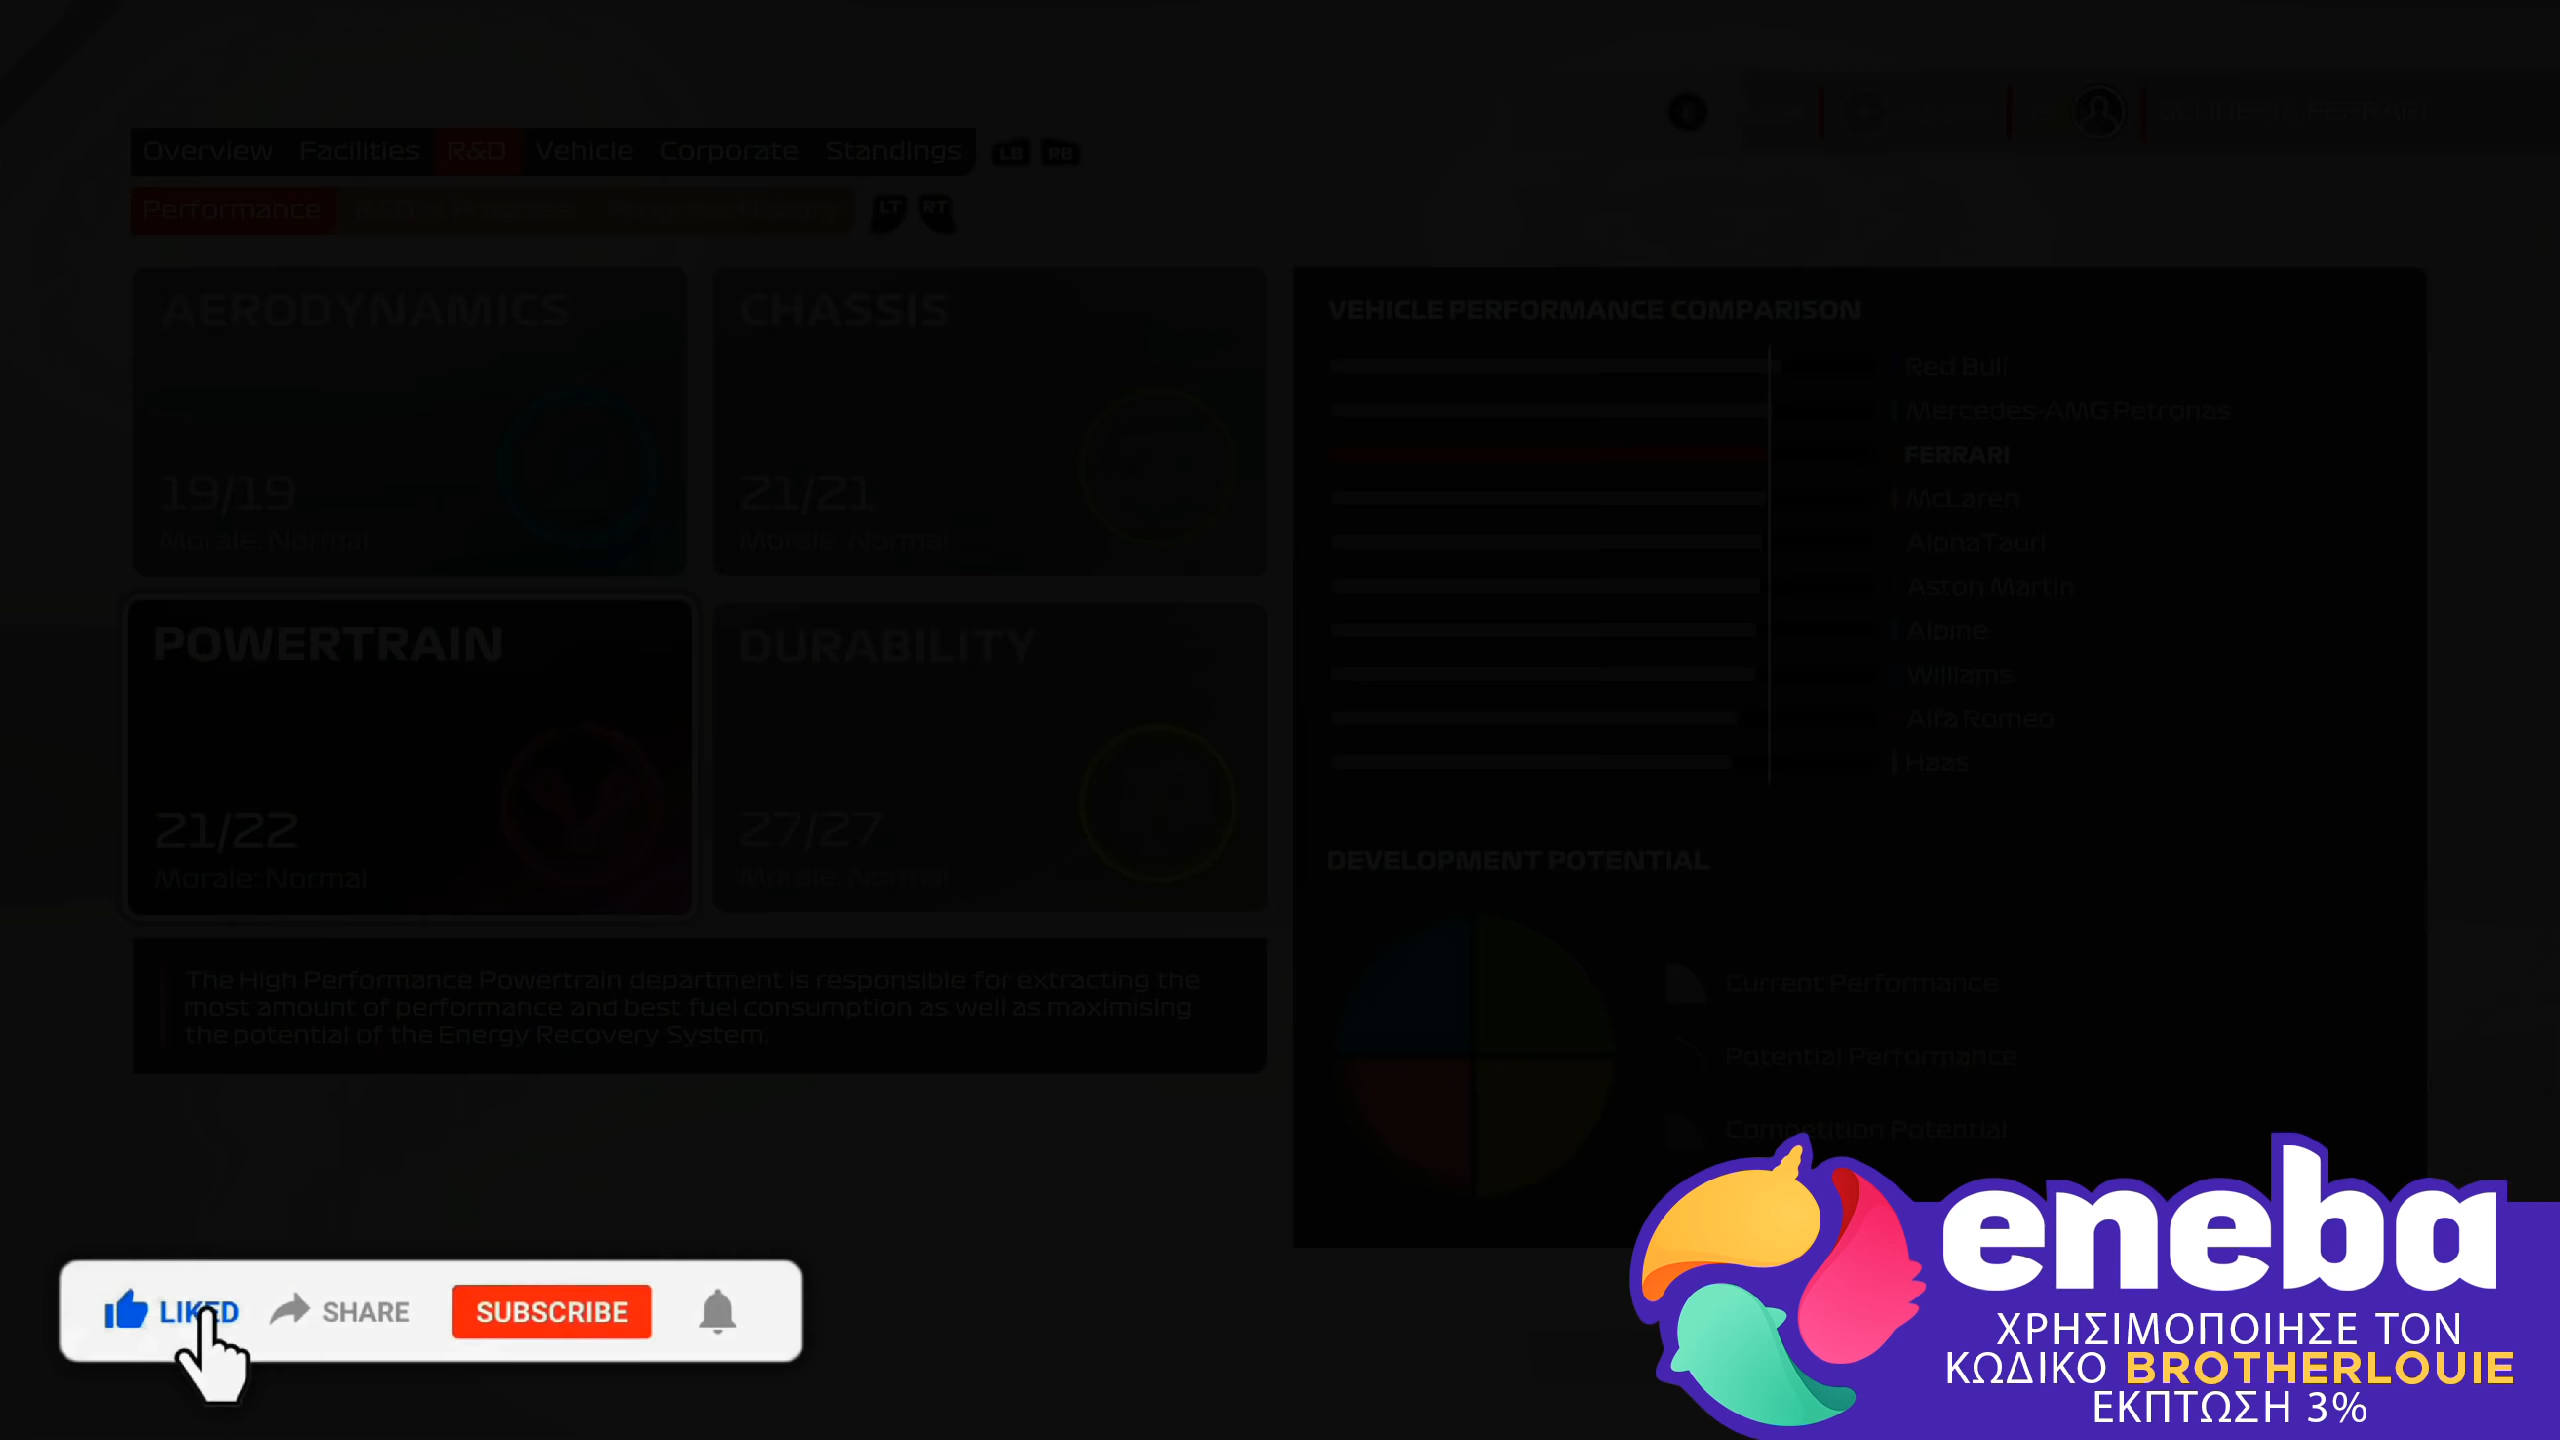 Overview Facilities R&D Vehicle Corporate Standings LB RB
Performance LT RT
AERODYNAMICS
19/19
Morale: Normal
CHASSIS
21/21
Morale: Normal
POWERTRAIN
21/22
Morale: Normal
DURABILITY
27/27
Morale: Normal
The High Performance Powertrain department is responsible for extracting the
most amount of performance and best fuel consumption as well as maximising
the potential of the Energy Recovery System.
VEHICLE PERFORMANCE COMPARISON
Red Bull
Mercedes-AMG Petronas
FERRARI
McLaren
AlphaTauri
Aston Martin
Alpine
Williams
Alfa Romeo
Haas
DEVELOPMENT POTENTIAL
Current Performance
Potential Performance
Competition Potential
LIKED SHARE SUBSCRIBE
eneba
ΧΡΗΣΙΜΟΠΟΙΗΣΕ ΤΟΝ
ΚΩΔΙΚΟ BROTHERLOUIE
ΕΚΠΤΩΣΗ 3%